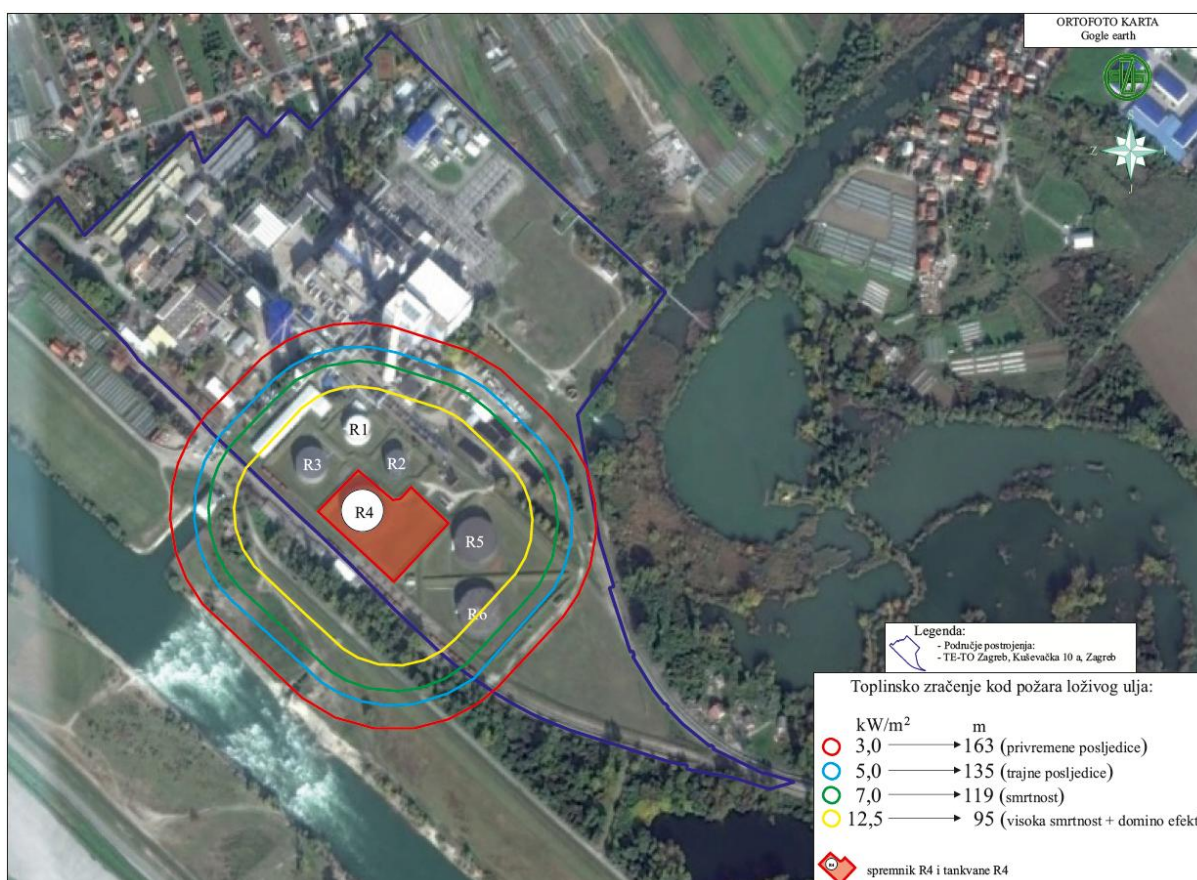 ORTOFOTO KARTA
Gogle earth
S
Z
I
J
R1
R3
R2
R4
R5
R6
Legenda:
- Područje postrojenja:
- TE-TO Zagreb, Kuševačka 10 a, Zagreb
Toplinsko zračenje kod požara loživog ulja:
kW/m² m
3,0 163 (privremene posljedice)
5,0 135 (trajne posljedice)
7,0 119 (smrtnost)
12,5 95 (visoka smrtnost + domino efekt
R4 spremnik R4 i tankvane R4